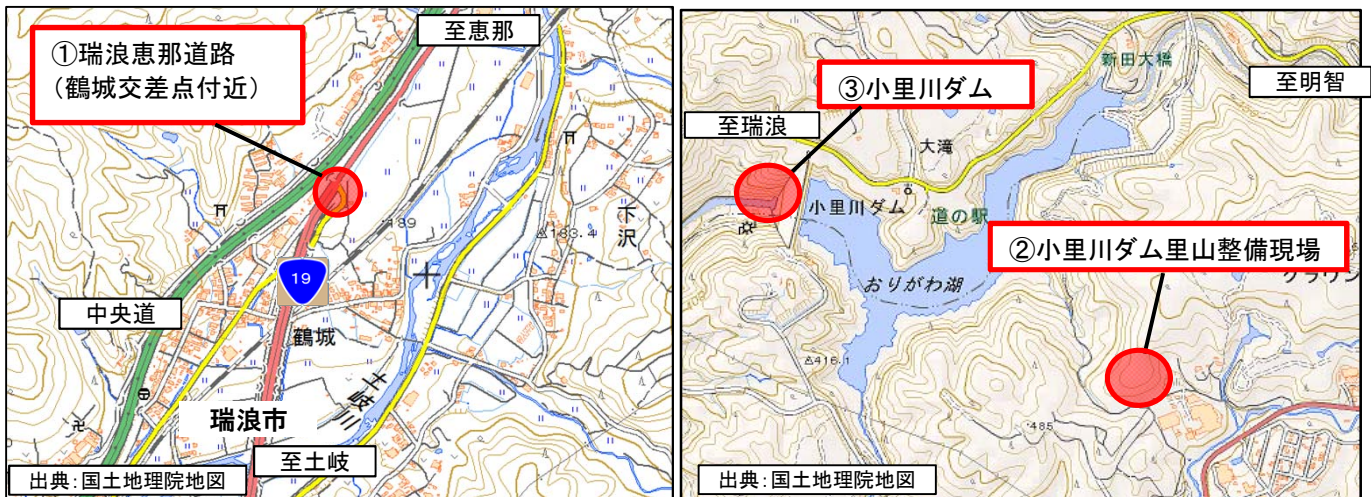 至恵那
①瑞浪恵那道路
(鶴城交差点付近)
中央道
19
鶴城
189
183.4
下沢
土岐川
瑞浪市
至土岐
出典:国土地理院地図
新田大橋
至明智
③小里川ダム
至瑞浪
大滝
小里川ダム
道の駅
②小里川ダム里山整備現場
おりがわ湖
クラリン
416.1
485
出典:国土地理院地図